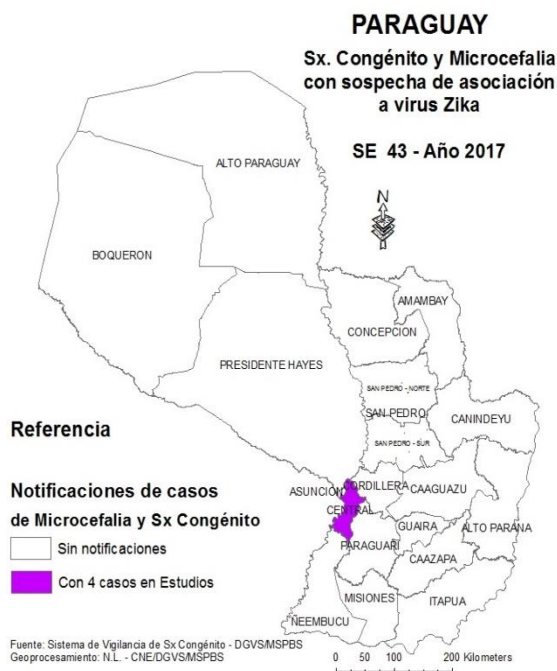 PARAGUAY
Sx. Congénito y Microcefalia
con sospecha de asociación
a virus Zika
SE 43 - Año 2017
N
ALTO PARAGUAY
BOQUERON
AMAMBAY
CONCEPCION
PRESIDENTE HAYES
SAN PEDRO - NORTE
SAN PEDRO
CANINDEYU
SAN PEDRO - SUR
Referencia
ASUNCION
CORDILLERA
CAAGUAZU
CENTRAL
GUAIRA
ALTO PARANA
PARAGUARI
CAAZAPA
MISIONES
ITAPUA
ÑEEMBUCU
Notificaciones de casos
de Microcefalia y Sx Congénito
Sin notificaciones
Con 4 casos en Estudios
Fuente: Sistema de Vigilancia de Sx Congénito - DGVS/MSPBS
Geoprocesamiento: N.L. - CNE/DGVS/MSPBS
0 50 100 200 Kilometers